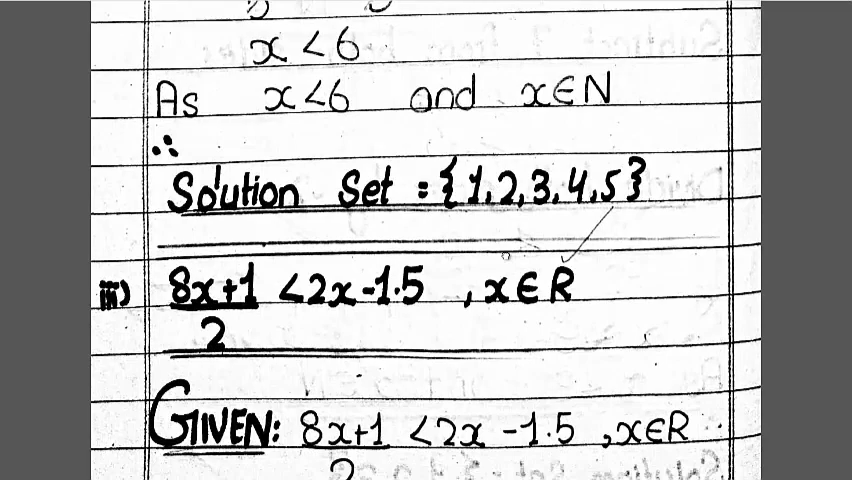 x < 6
As x < 6 and x ∈ N
∴
Solution Set = {1,2,3,4,5}
iii) 8x+1 < 2x - 1.5 , x ∈ R
2
GIVEN: 8x+1 < 2x - 1.5 , x ∈ R
2